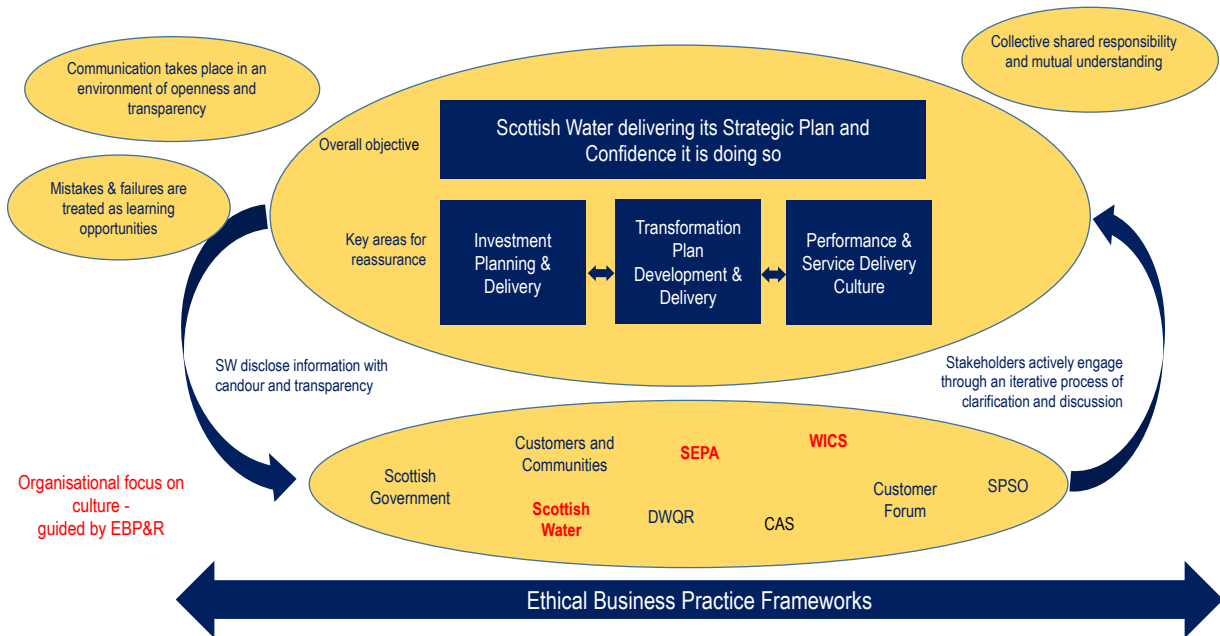 Communication takes place in an
environment of openness and
transparency
Collective shared responsibility
and mutual understanding
Mistakes & failures are
treated as learning
opportunities
Overall objective
Scottish Water delivering its Strategic Plan and
Confidence it is doing so
Key areas for
reassurance
Investment
Planning &
Delivery
Transformation
Plan
Development &
Delivery
Performance &
Service Delivery
Culture
SW disclose information with
candour and transparency
Stakeholders actively engage
through an iterative process of
clarification and discussion
Organisational focus on
culture -
guided by EBP&R
Scottish
Government
Customers and
Communities
Scottish
Water
SEPA
DWQR
WICS
CAS
Customer
Forum
SPSO
Ethical Business Practice Frameworks